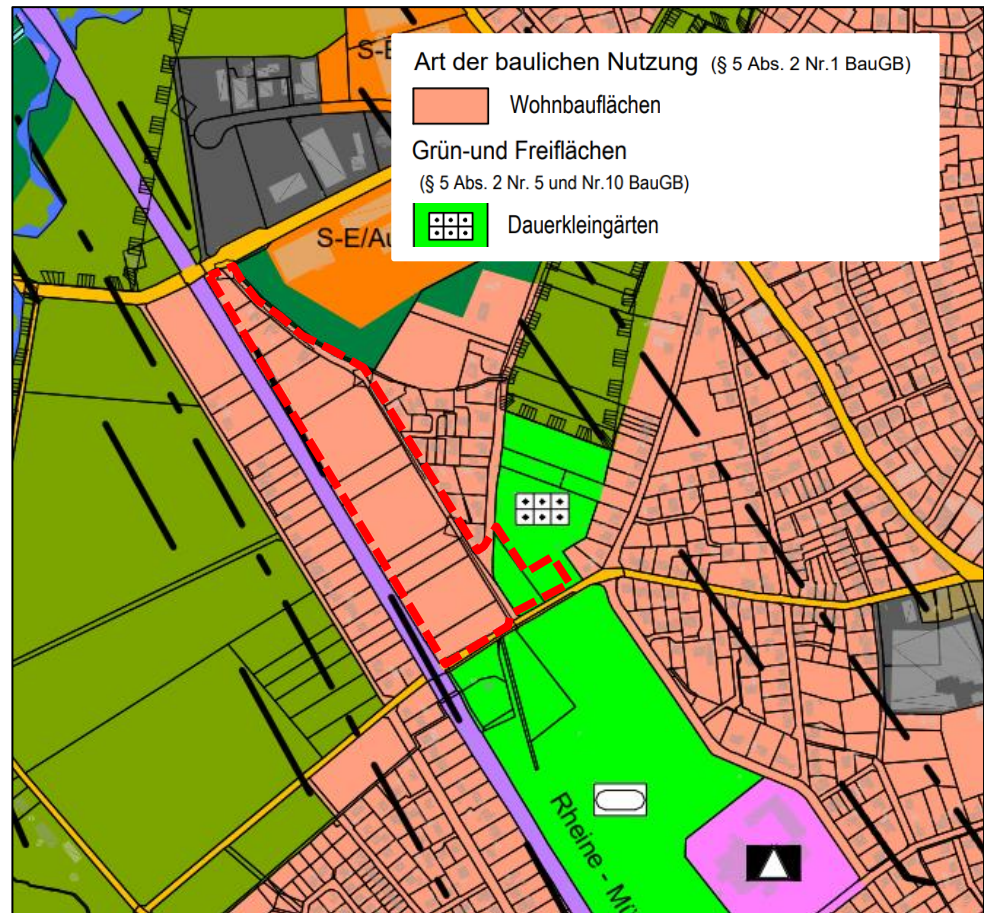 S-E
Art der baulichen Nutzung (§ 5 Abs. 2 Nr.1 BauGB)
Wohnbauflächen
Grün-und Freiflächen
(§ 5 Abs. 2 Nr. 5 und Nr.10 BauGB)
Dauerkleingärten
S-E/Au
Rheine - Mü